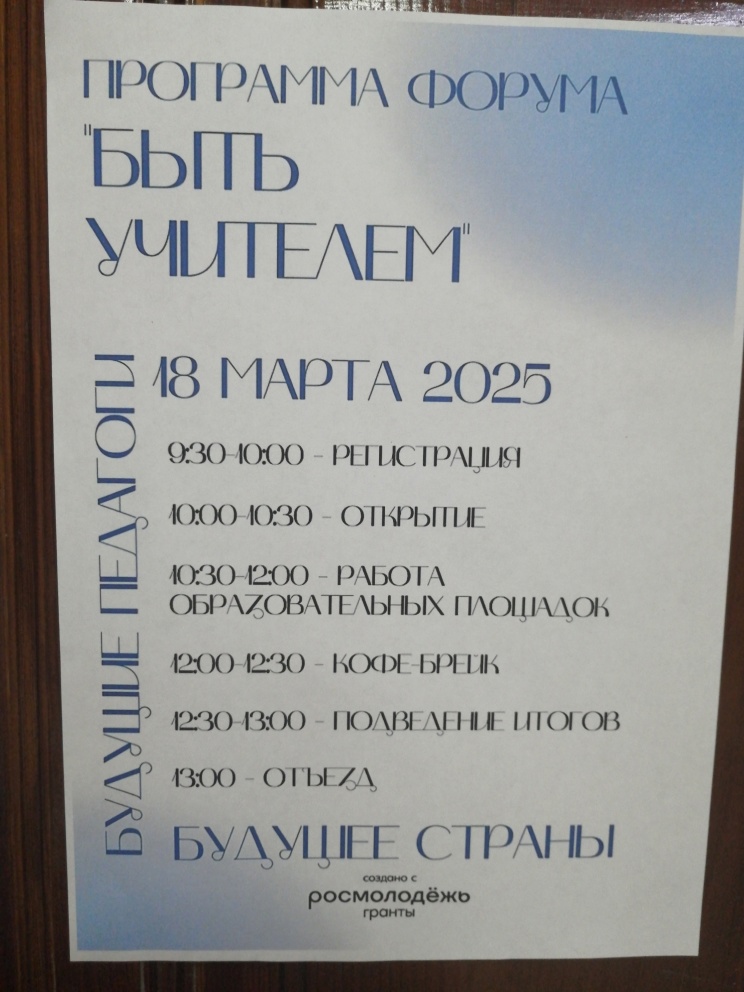 ПРОГРАММА ФОРУМА
"БЫТЬ
УЧИТЕЛЕМ"
БУДУЩИЕ ПЕДАГОГИ
18 МАРТА 2025
9:30-10:00 - РЕГИСТРАЦИЯ
10:00-10:30 - ОТКРЫТИЕ
10:30-12:00 - РАБОТА
ОБРАЗОВАТЕЛЬНЫХ ПЛОЩАДОК
12:00-12:30 - КОФЕ-БРЕЙК
12:30-13:00 - ПОДВЕДЕНИЕ ИТОГОВ
13:00 - ОТЪЕЗД
БУДУЩЕЕ СТРАНЫ
создано с
росмолодёжь
гранты